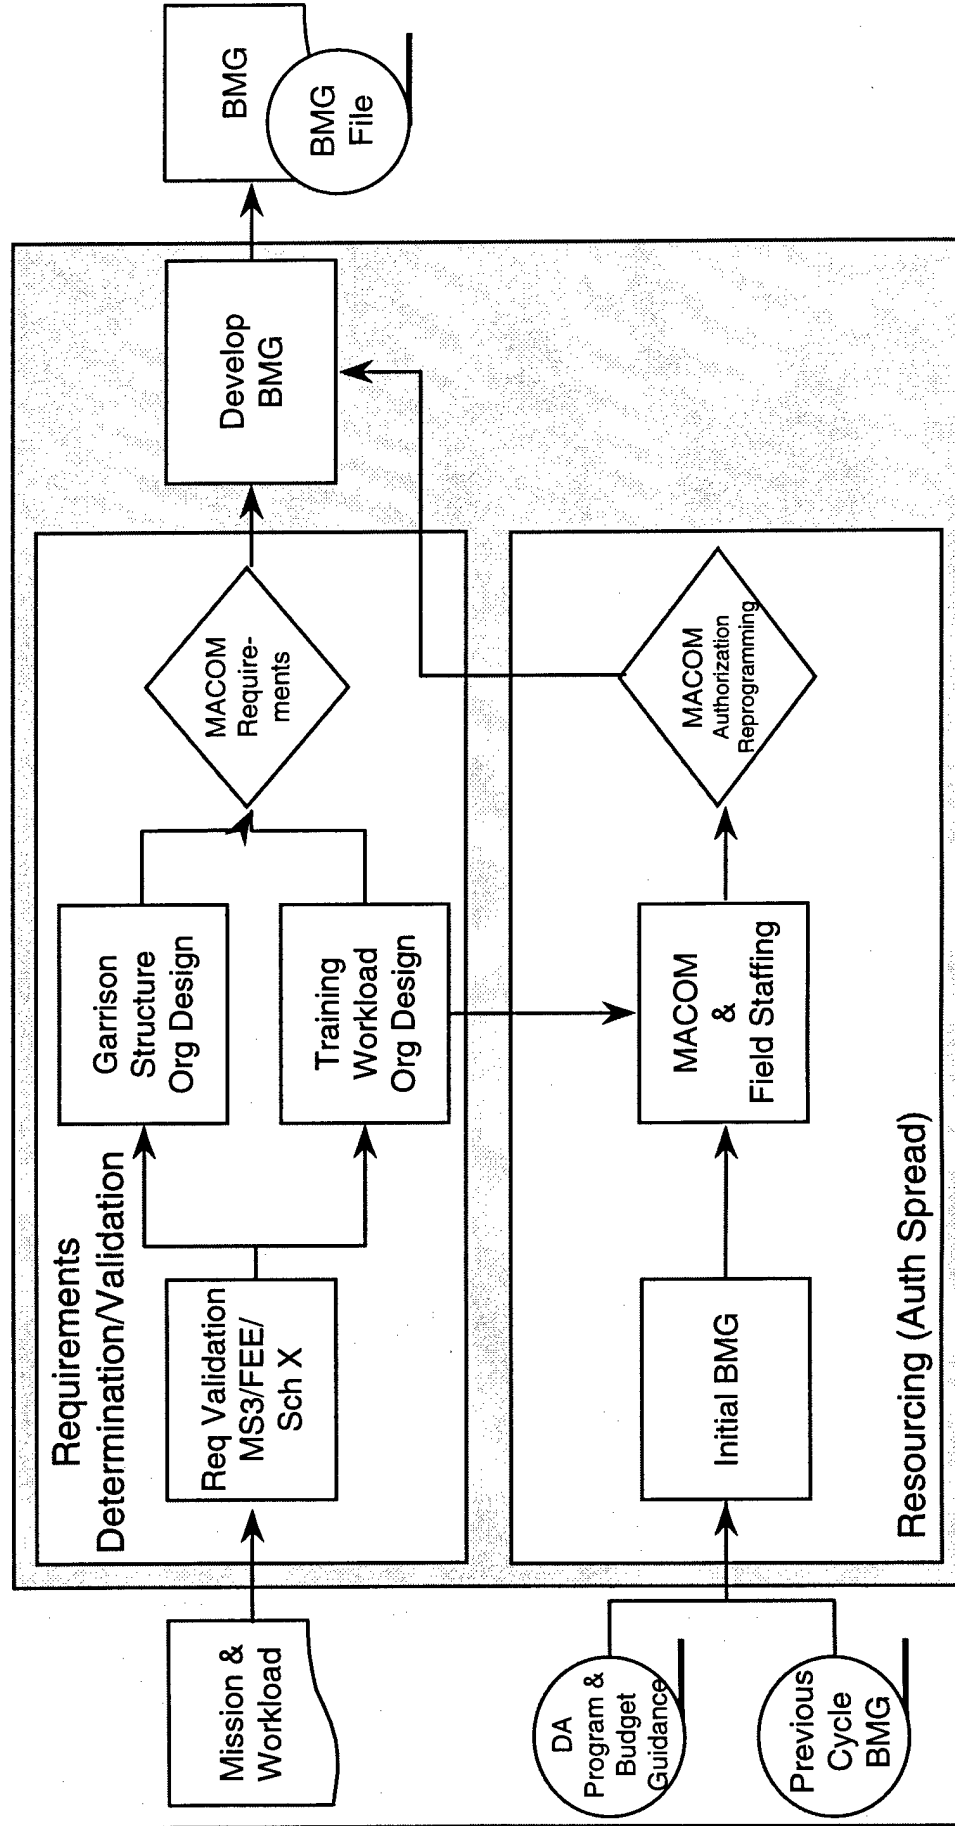 Requirements
Determination/Validation
Mission &
Workload
Req Validation
MS3/FEE/
Sch X
Garrison
Structure
Org Design
Training
Workload
Org Design
MACOM
Require-
ments
Develop
BMG
BMG
BMG
File
DA
Program &
Budget
Guidance
Previous
Cycle
BMG
Initial BMG
MACOM
&
Field Staffing
MACOM
Authorization
Reprogramming
Resourcing (Auth Spread)